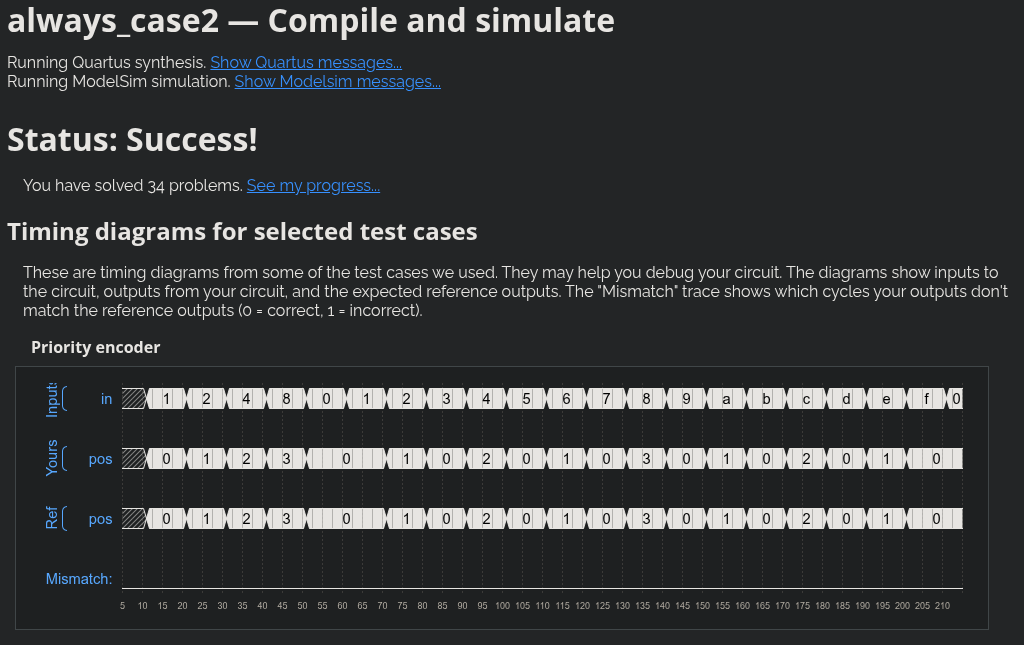 always_case2 — Compile and simulate
Running Quartus synthesis. Show Quartus messages...
Running ModelSim simulation. Show Modelsim messages...
Status: Success!
You have solved 34 problems. See my progress...
Timing diagrams for selected test cases
These are timing diagrams from some of the test cases we used. They may help you debug your circuit. The diagrams show inputs to
the circuit, outputs from your circuit, and the expected reference outputs. The "Mismatch" trace shows which cycles your outputs don't
match the reference outputs (0 = correct, 1 = incorrect).
Priority encoder
Inputs in 1 2 4 8 0 1 2 3 4 5 6 7 8 9 a b c d e f 0
Yours pos 0 1 2 3 0 1 0 2 0 1 0 3 0 1 0 2 0 1 0
Ref pos 0 1 2 3 0 1 0 2 0 1 0 3 0 1 0 2 0 1 0
Mismatch:
5 10 15 20 25 30 35 40 45 50 55 60 65 70 75 80 85 90 95 100 105 110 115 120 125 130 135 140 145 150 155 160 165 170 175 180 185 190 195 200 205 210